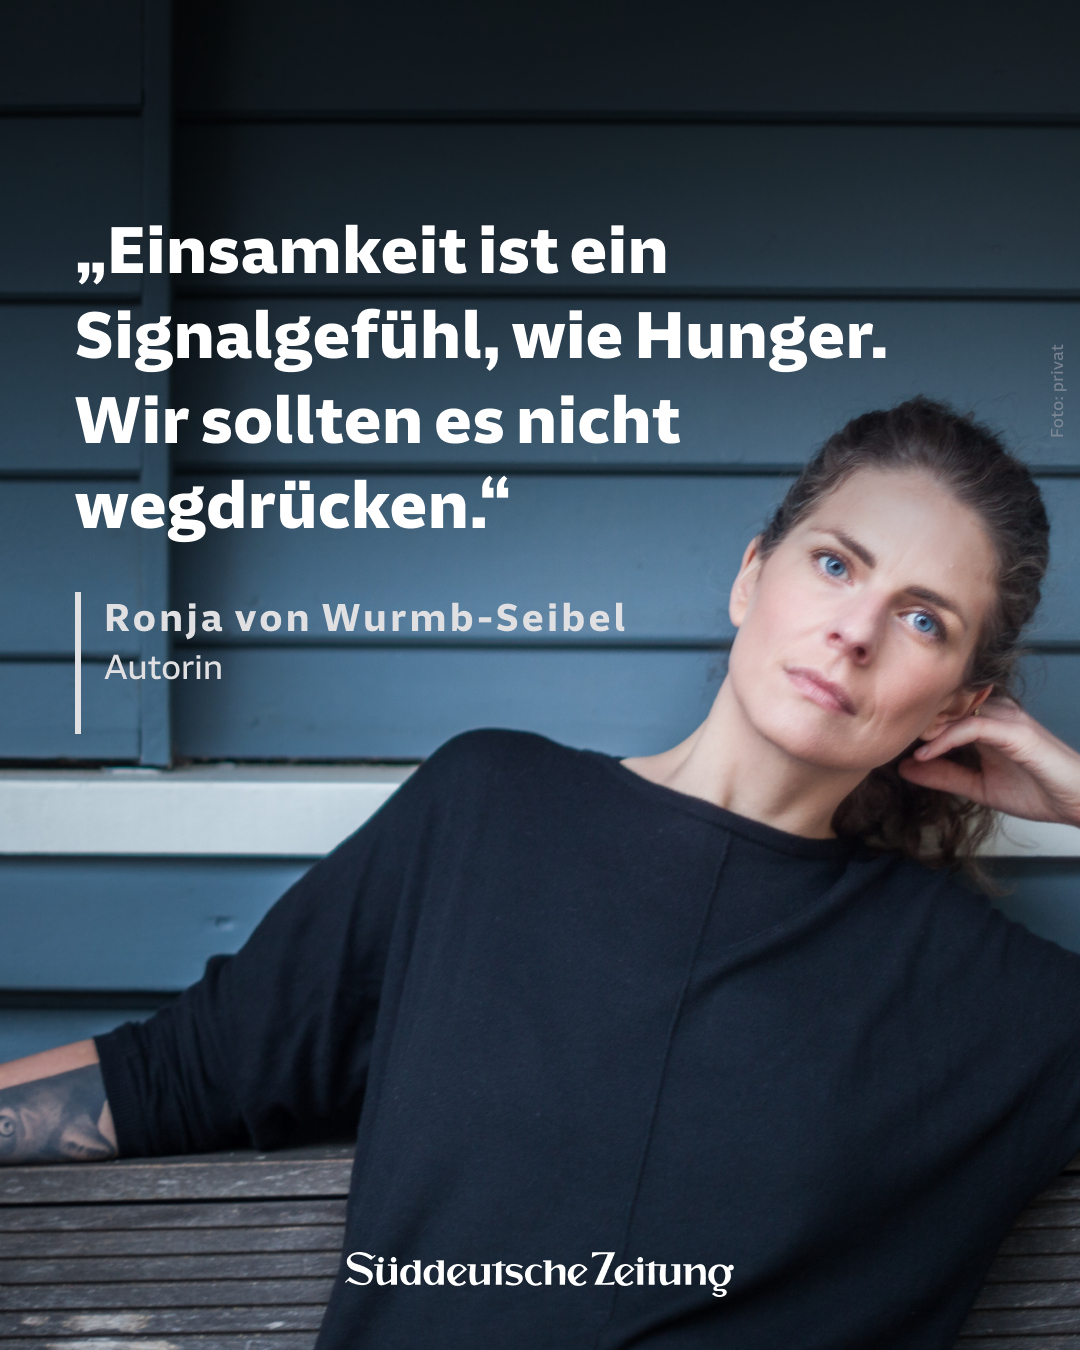 „Einsamkeit ist ein
Signalgefühl, wie Hunger.
Wir sollten es nicht
wegdrücken.“
Ronja von Wurmb-Seibel
Autorin
Foto: privat
Süddeutsche Zeitung